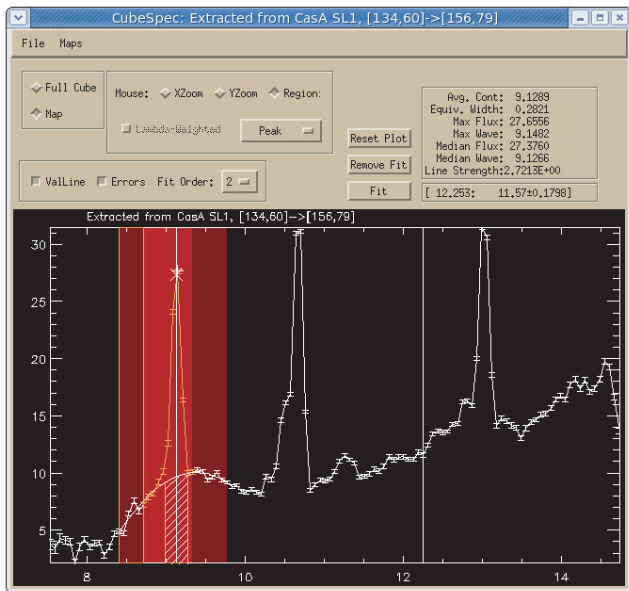 CubeSpec: Extracted from CasA SL1, [134,60]->[156,79]
File Maps
Full Cube
Map
Mouse: XZoom YZoom Region:
Lambda-Weighted
Peak
Reset Plot
Remove Fit
Fit
ValLine Errors Fit Order: 2
Avg. Cont: 9.1289
Equiv. Width: 0.2821
Max Flux: 27.6556
Max Wave: 9.1482
Median Flux: 27.3760
Median Wave: 9.1266
Line Strength:2.7213E+00
[ 12.253: 11.57±0.1798]
Extracted from CasA SL1, [134,60]->[156,79]
30
25
20
15
10
5
8 10 12 14